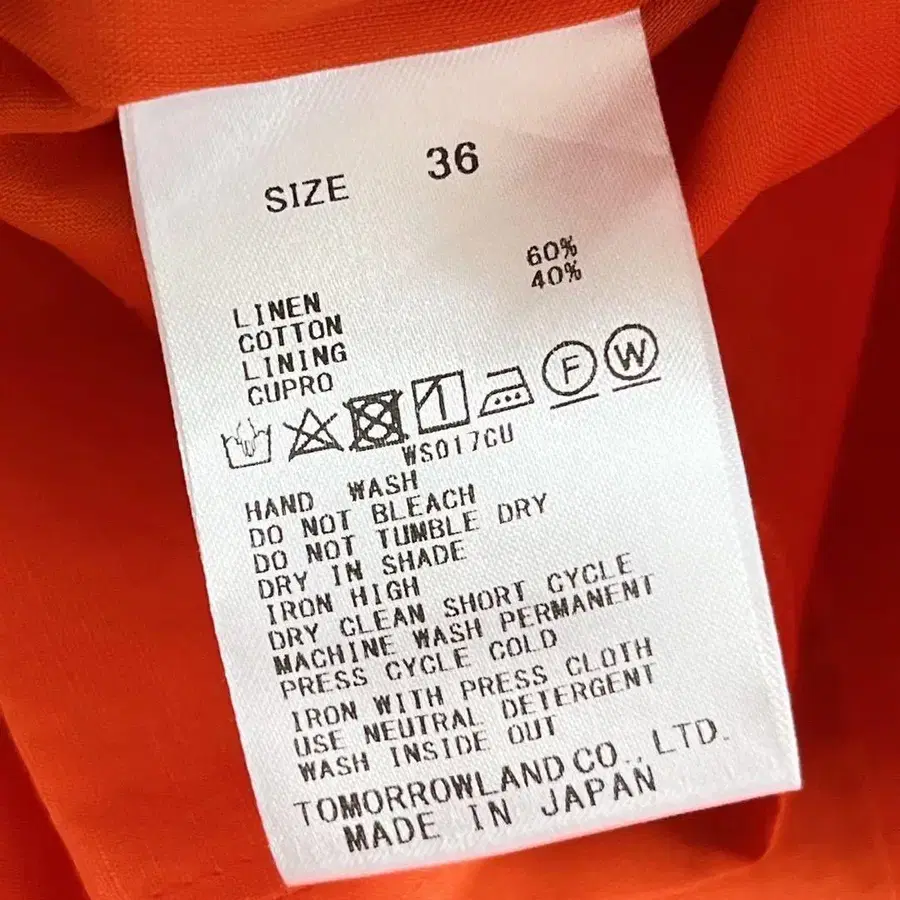 SIZE 36
60%
40%
LINEN
COTTON
LINING
CUPRO
F W
WS017CU
HAND WASH
DO NOT BLEACH
DO NOT TUMBLE DRY
DRY IN SHADE
IRON HIGH
DRY CLEAN SHORT CYCLE
MACHINE WASH PERMANENT
PRESS CYCLE COLD
IRON WITH PRESS CLOTH
USE NEUTRAL DETERGENT
WASH INSIDE OUT
TOMORROWLAND CO., LTD.
MADE IN JAPAN